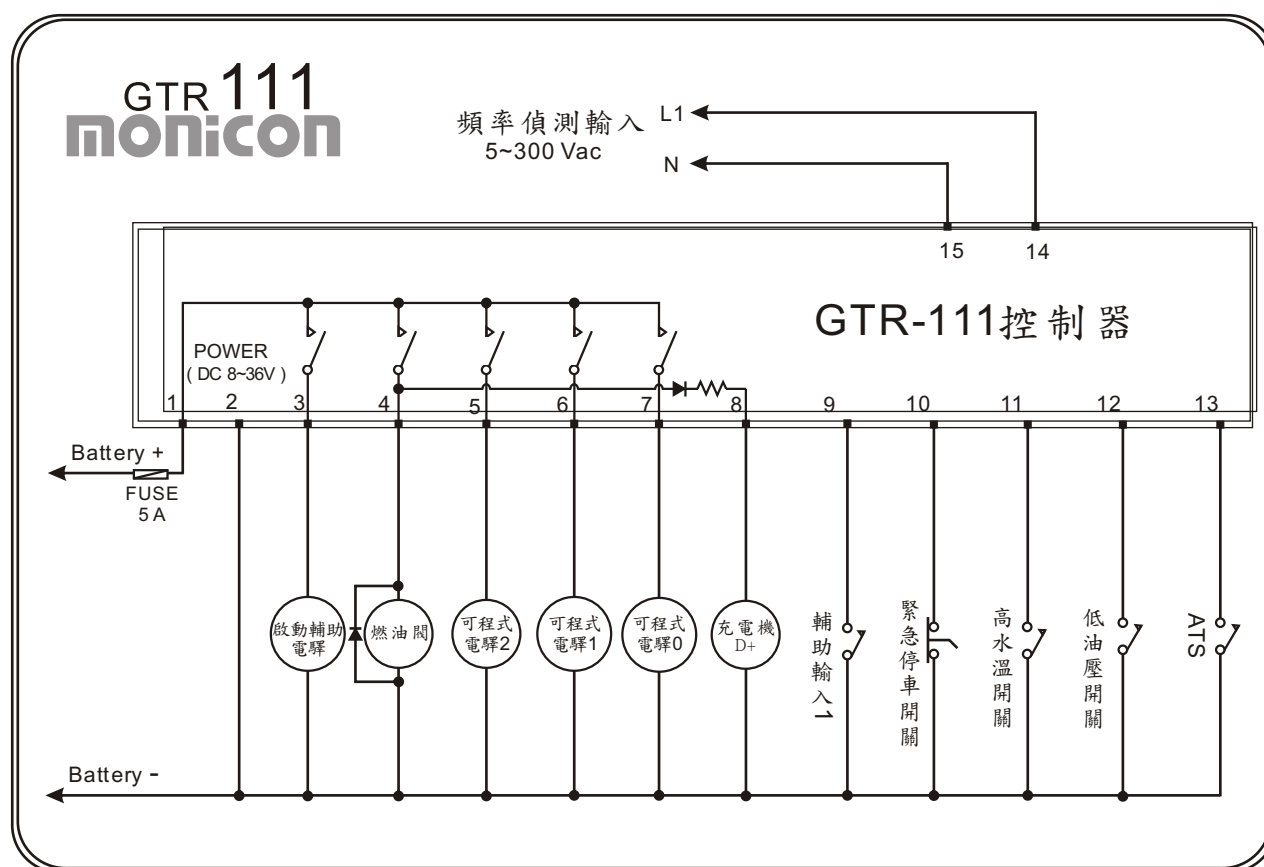 GTR 111
monicon
頻率偵測輸入
5~300 Vac
L1
N
15
14
GTR-111控制器
POWER
( DC 8~36V )
1
2
3
4
5
6
7
8
9
10
11
12
13
Battery +
FUSE
5 A
啟動輔助
電驛
燃油閥
可程式
電驛2
可程式
電驛1
可程式
電驛0
充電機
D+
輔助輸入1
緊急停車開關
高水溫開關
低油壓開關
ATS
Battery -